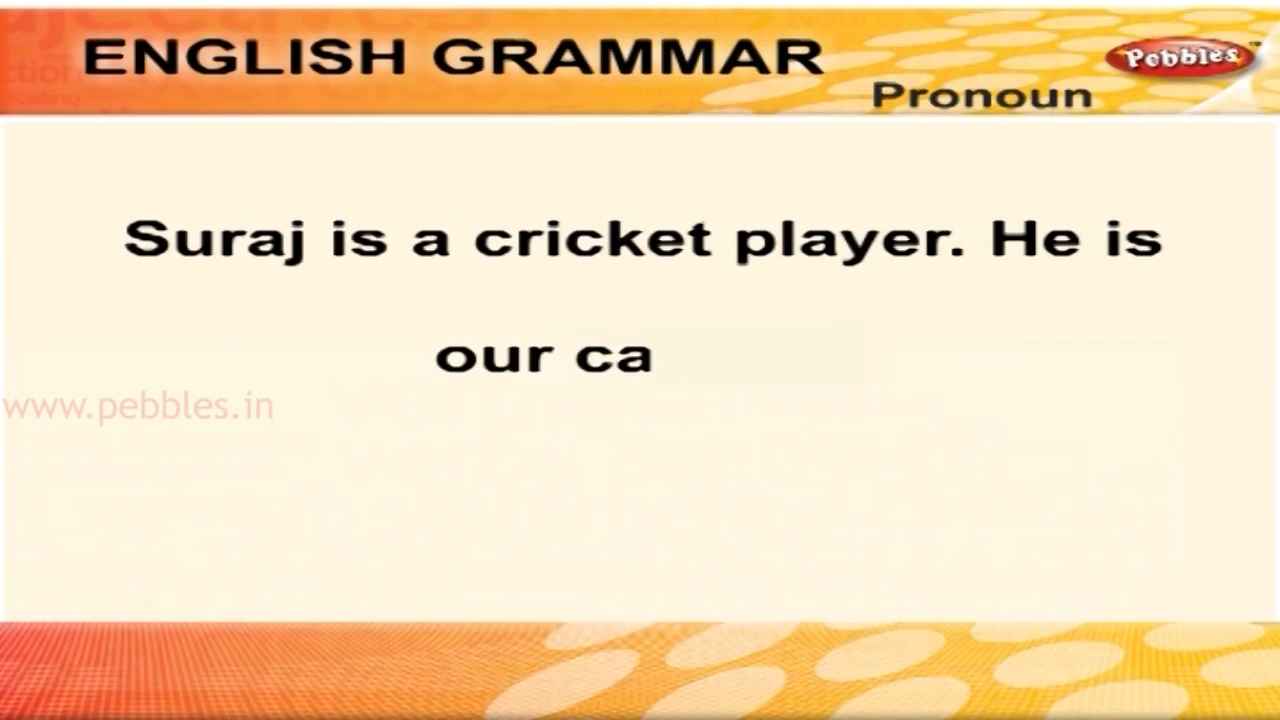 ENGLISH GRAMMAR
Pebbles
Pronoun
Suraj is a cricket player. He is
our ca
www.pebbles.in